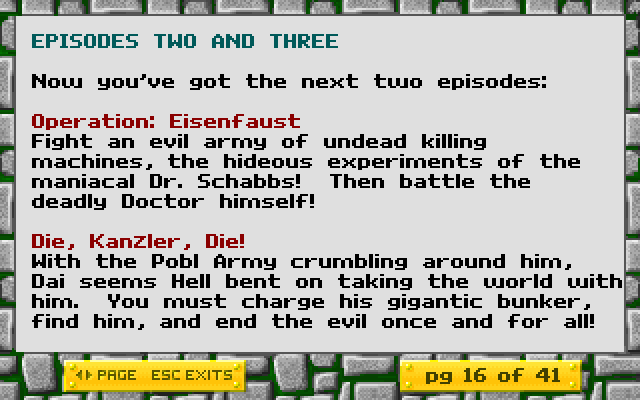 EPISODES TWO AND THREE
Now you've got the next two episodes:
Operation: Eisenfaust
Fight an evil army of undead killing
machines, the hideous experiments of the
maniacal Dr. Schabbs!  Then battle the
deadly Doctor himself!
Die, KanZler, Die!
With the Pobl Army crumbling around him,
Dai seems Hell bent on taking the world with
him.  You must charge his gigantic bunker,
find him, and end the evil once and for all!
PAGE ESC EXITS
pg 16 of 41